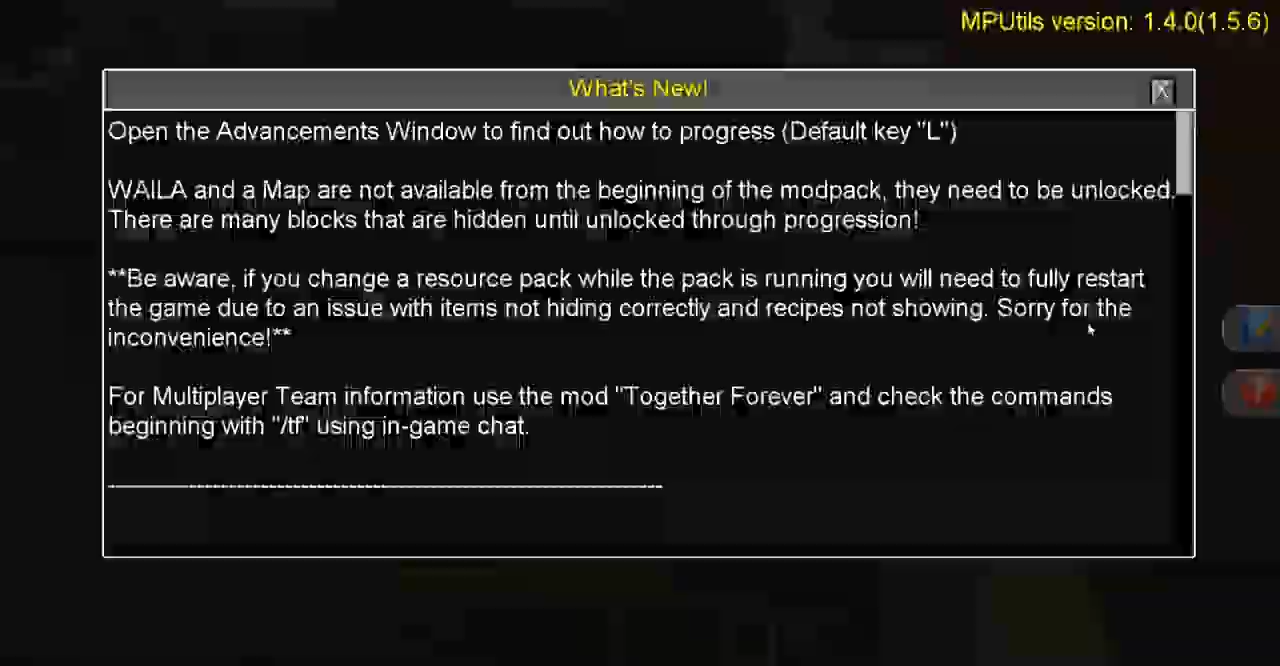 MPUtils version: 1.4.0(1.5.6)
What's New!
X
Open the Advancements Window to find out how to progress (Default key "L")
WAILA and a Map are not available from the beginning of the modpack, they need to be unlocked.
There are many blocks that are hidden until unlocked through progression!
**Be aware, if you change a resource pack while the pack is running you will need to fully restart
the game due to an issue with items not hiding correctly and recipes not showing. Sorry for the
inconvenience!**
For Multiplayer Team information use the mod "Together Forever" and check the commands
beginning with "/tf" using in-game chat.